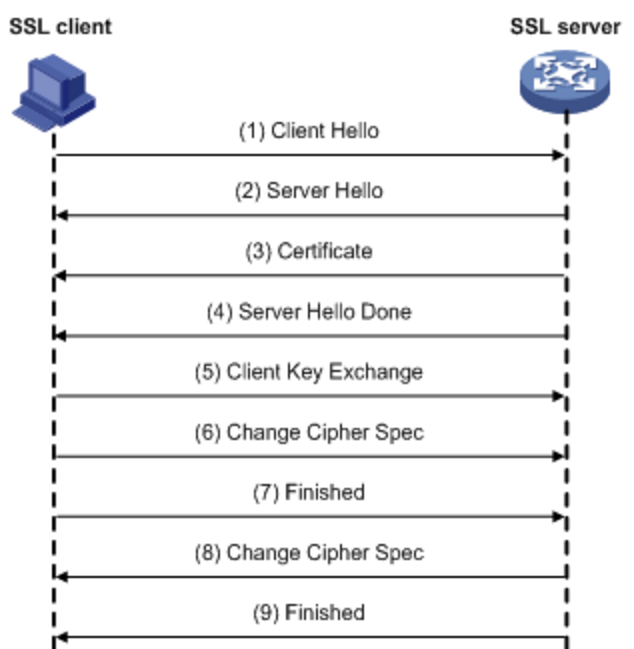 SSL client
SSL server
(1) Client Hello
(2) Server Hello
(3) Certificate
(4) Server Hello Done
(5) Client Key Exchange
(6) Change Cipher Spec
(7) Finished
(8) Change Cipher Spec
(9) Finished